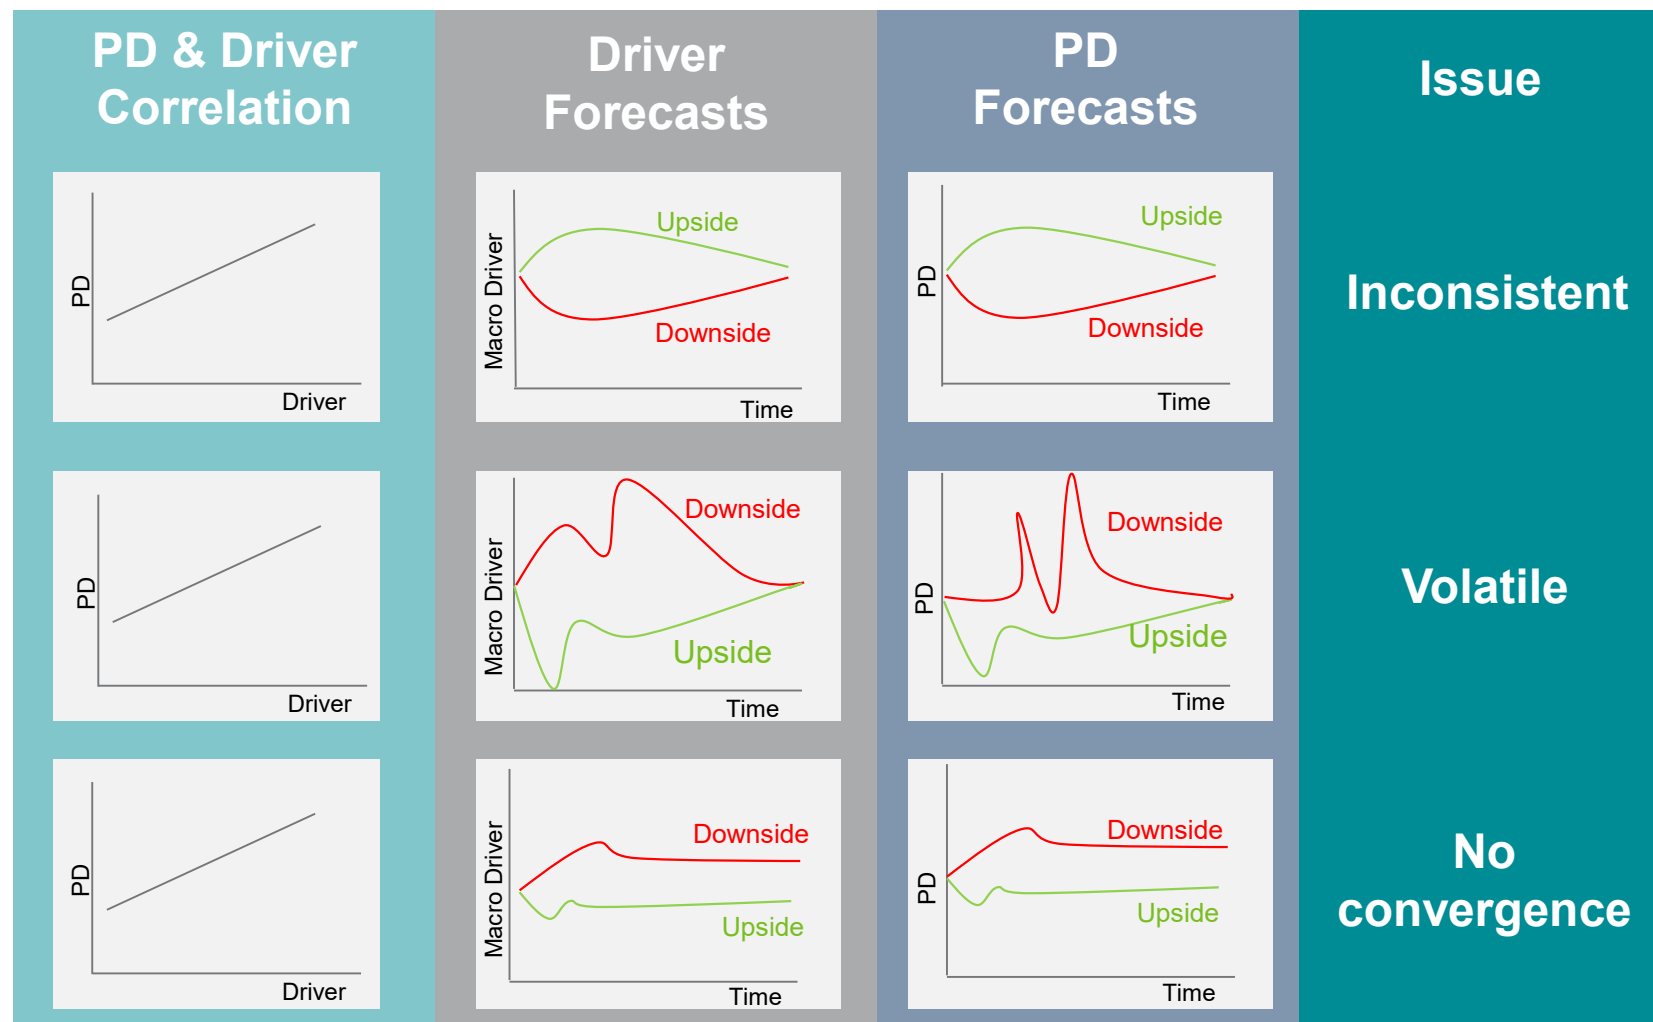 PD & Driver
Correlation
Driver
Forecasts
PD
Forecasts
Issue
PD
Driver
Macro Driver
Upside
Downside
Time
PD
Upside
Downside
Time
Inconsistent
PD
Driver
Macro Driver
Downside
Upside
Time
PD
Downside
Upside
Time
Volatile
PD
Driver
Macro Driver
Downside
Upside
Time
PD
Downside
Upside
Time
No
convergence